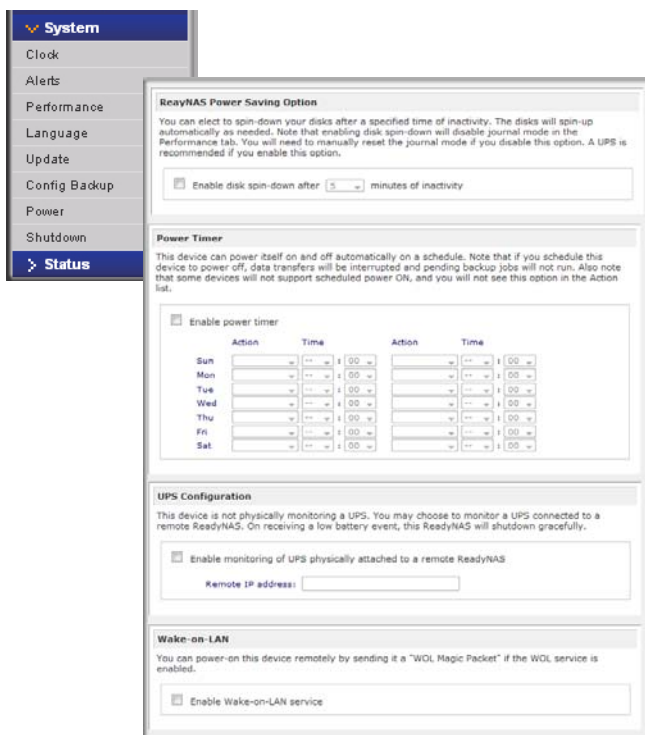 System
Clock
Alerts
Performance
Language
Update
Config Backup
Power
Shutdown
Status
ReayNAS Power Saving Option
You can elect to spin-down your disks after a specified time of inactivity. The disks will spin-up
automatically as needed. Note that enabling disk spin-down will disable journal mode in the
Performance tab. You will need to manually reset the journal mode if you disable this option. A UPS is
recommended if you enable this option.
Enable disk spin-down after 5 minutes of inactivity
Power Timer
This device can power itself on and off automatically on a schedule. Note that if you schedule this
device to power off, data transfers will be interrupted and pending backup jobs will not run. Also note
that some devices will not support scheduled power ON, and you will not see this option in the Action
list.
Enable power timer
Action Time Action Time
Sun -- : 00 -- : 00
Mon -- : 00 -- : 00
Tue -- : 00 -- : 00
Wed -- : 00 -- : 00
Thu -- : 00 -- : 00
Fri -- : 00 -- : 00
Sat -- : 00 -- : 00
UPS Configuration
This device is not physically monitoring a UPS. You may choose to monitor a UPS connected to a
remote ReadyNAS. On receiving a low battery event, this ReadyNAS will shutdown gracefully.
Enable monitoring of UPS physically attached to a remote ReadyNAS
Remote IP address:
Wake-on-LAN
You can power-on this device remotely by sending it a "WOL Magic Packet" if the WOL service is
enabled.
Enable Wake-on-LAN service